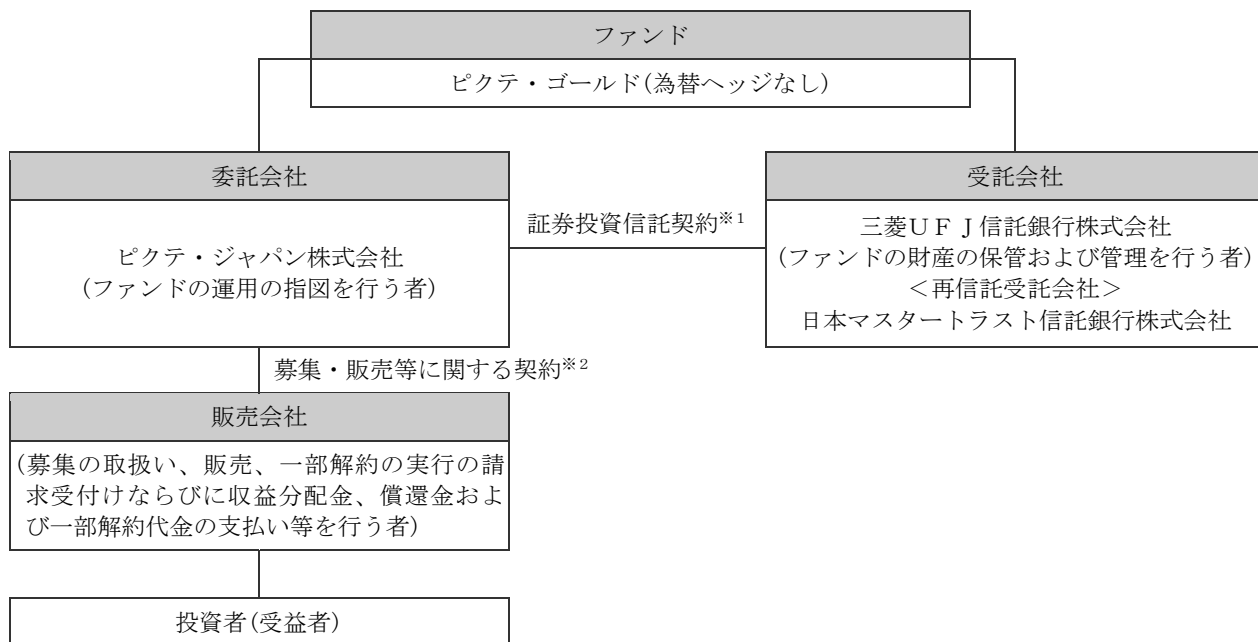 ファンド
ピクテ・ゴールド(為替ヘッジなし)
委託会社
ピクテ・ジャパン株式会社
(ファンドの運用の指図を行う者)
証券投資信託契約※1
受託会社
三菱UFJ信託銀行株式会社
(ファンドの財産の保管および管理を行う者)
<再信託受託会社>
日本マスタートラスト信託銀行株式会社
募集・販売等に関する契約※2
販売会社
(募集の取扱い、販売、一部解約の実行の請
求受付けならびに収益分配金、償還金およ
び一部解約代金の支払い等を行う者)
投資者(受益者)